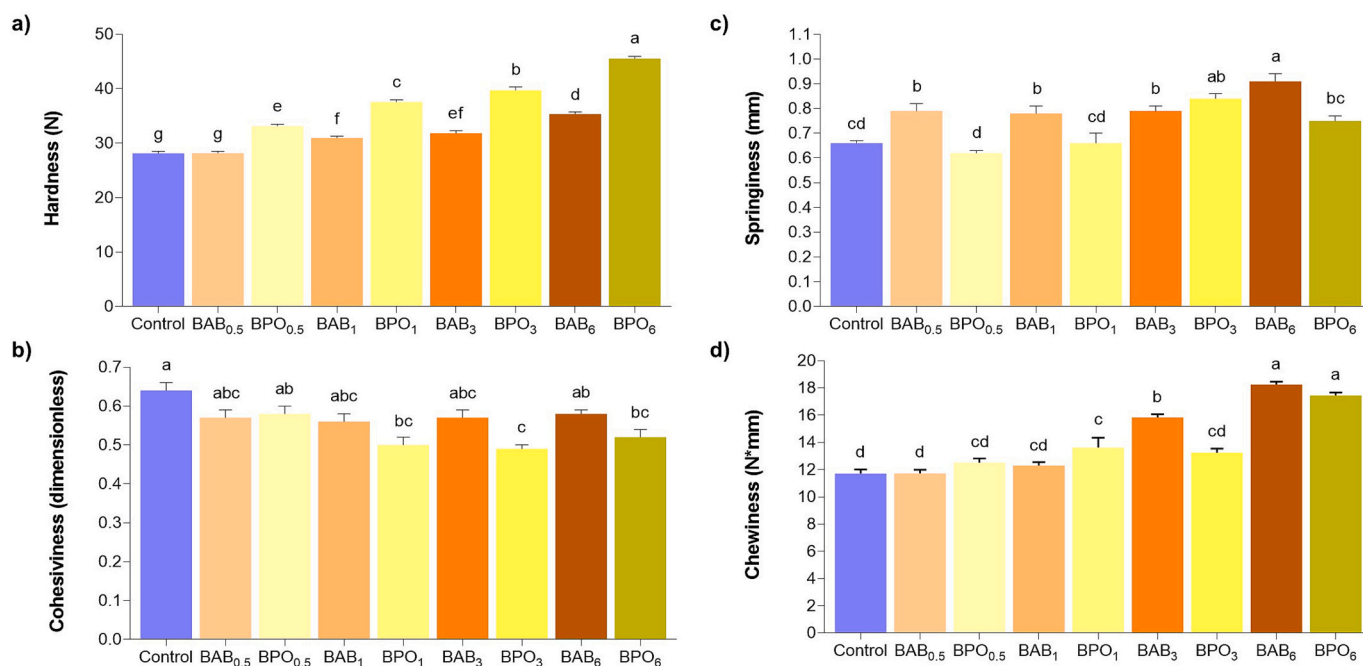 a)
Hardness (N)
50
40
30
20
10
0
g g e f c ef b d a
Control BAB0.5 BPO0.5 BAB1 BPO1 BAB3 BPO3 BAB6 BPO6
b)
Cohesiviness (dimensionless)
0.7
0.6
0.5
0.4
0.3
0.2
0.1
0.0
a abc ab abc bc abc c ab bc
Control BAB0.5 BPO0.5 BAB1 BPO1 BAB3 BPO3 BAB6 BPO6
c)
Springiness (mm)
1.1
1.0
0.9
0.8
0.7
0.6
0.5
0.4
0.3
0.2
0.1
0.0
cd b d b cd b ab a bc
Control BAB0.5 BPO0.5 BAB1 BPO1 BAB3 BPO3 BAB6 BPO6
d)
Chewiness (N*mm)
20
18
16
14
12
10
8
6
4
2
0
d d cd cd c b cd a a
Control BAB0.5 BPO0.5 BAB1 BPO1 BAB3 BPO3 BAB6 BPO6